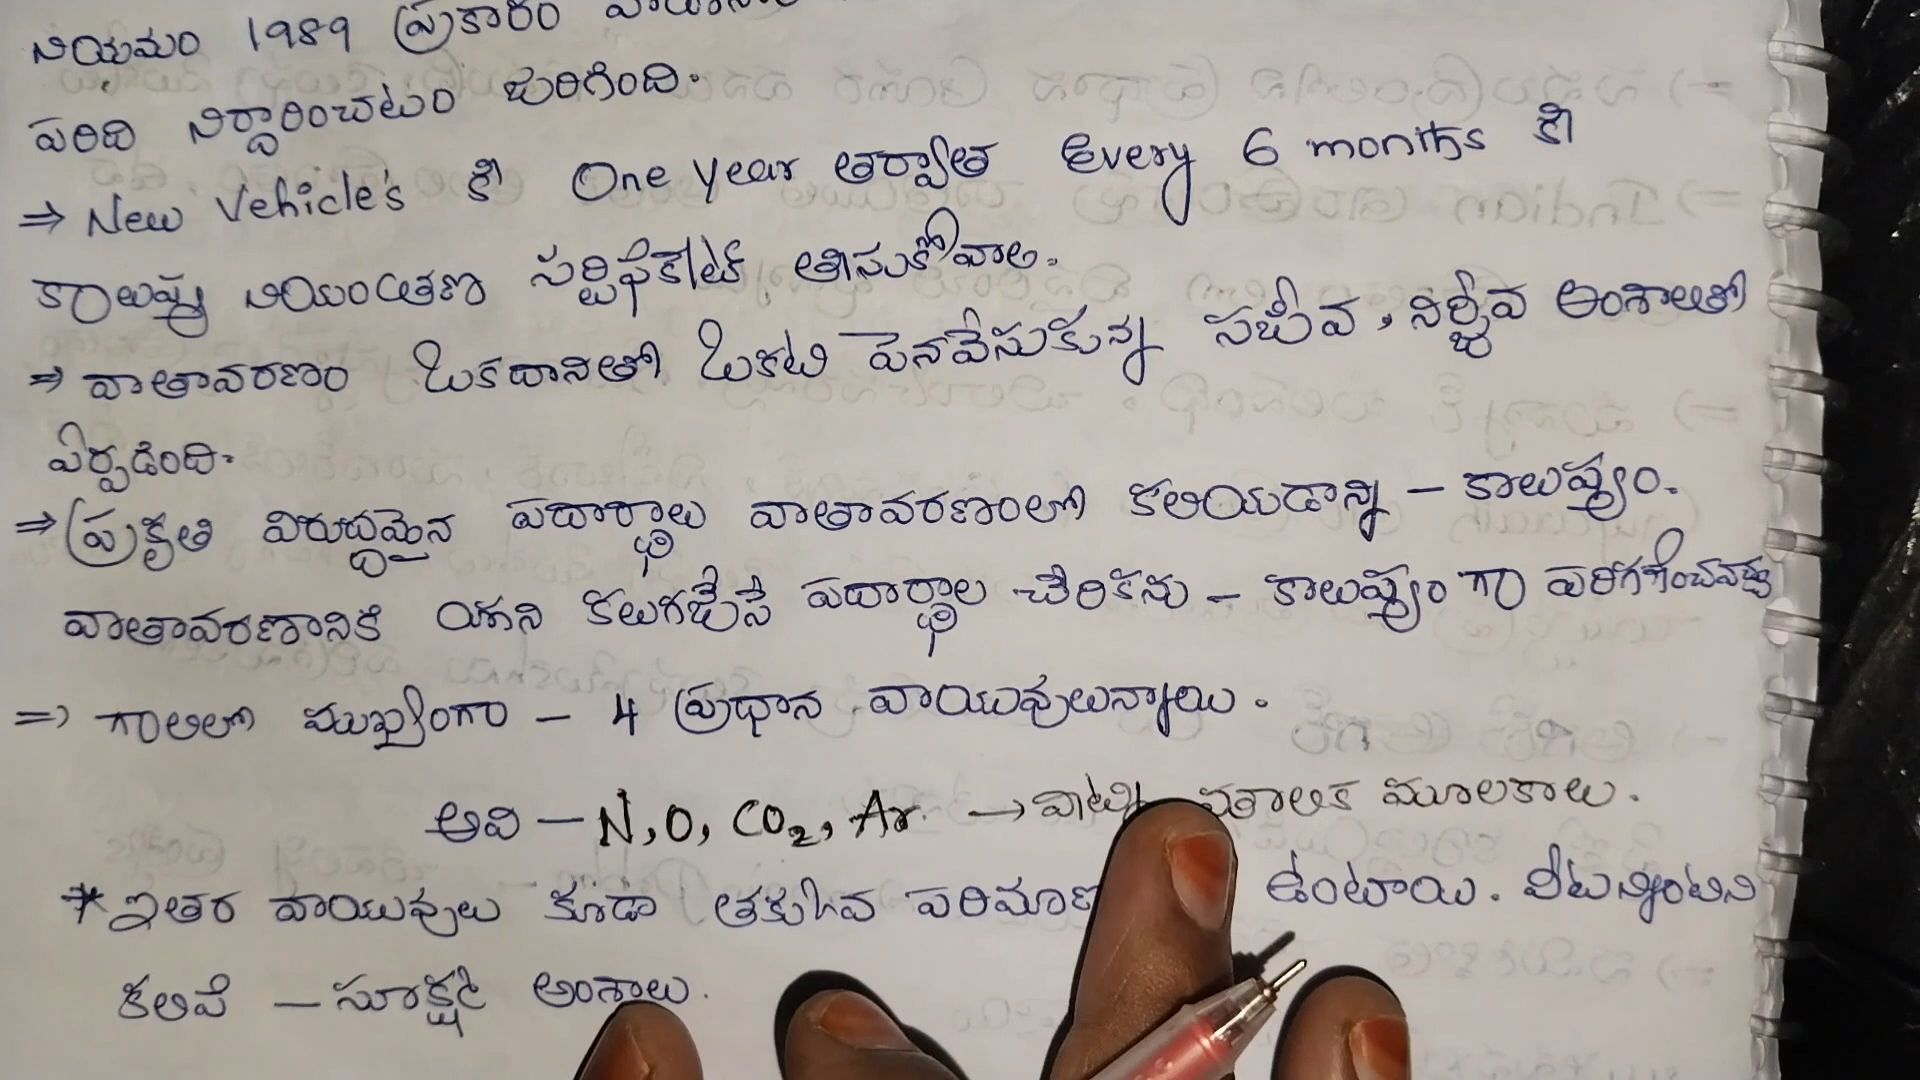 నియమం 1989 ప్రకారం
పరిది నిర్దారించటం జరిగింది.
⇒ New Vehicle's కి One Year తర్వాత Every 6 months కి
కాలుష్య నియంత్రణ సర్టిఫికేట్ తీసుకోవాలి.
⇒ వాతావరణం ఒకదానితో ఒకటి పెనవేసుకున్న సజీవ, నిర్జీవ అంశాలతో
ఏర్పడింది.
⇒ ప్రకృతి విరుద్ధమైన పదార్థాలు వాతావరణంలో కలియడాన్ని - కాలుష్యం.
వాతావరణానికి హాని కలుగజేసే పదార్థాల చేరికను - కాలుష్యం గా పరిగణించవచ్చు
⇒ గాలిలో ముఖ్యంగా - 4 ప్రధాన వాయువులున్నాయి.
అవి - N, O, CO2, Ar. → మూలకాలు.
* ఇతర వాయువులు కూడా తక్కువ ఉంటాయి. వీటన్నింటిని
కలిపె - సూక్ష్మ అంశాలు.